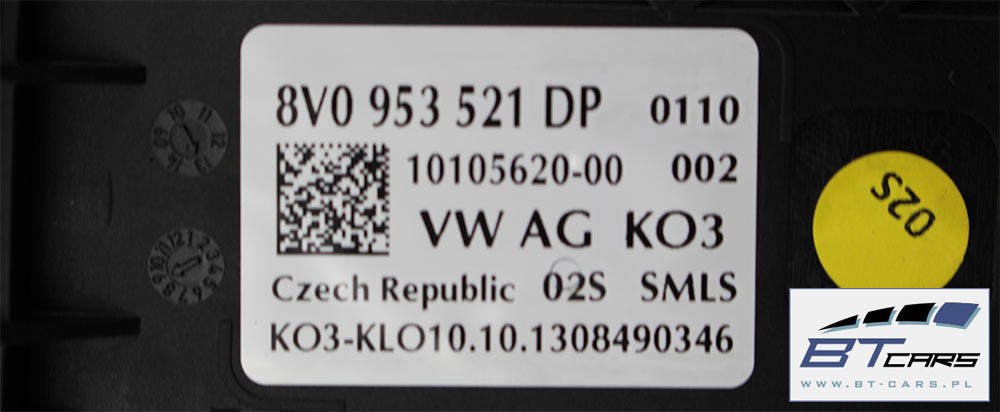 8V0 953 521 DP 0110
10105620-00 002
VW AG KO3
Czech Republic 02S SMLS
KO3-KLO10.10.1308490346
02S
BT CARS
WWW.BT-CARS.PL